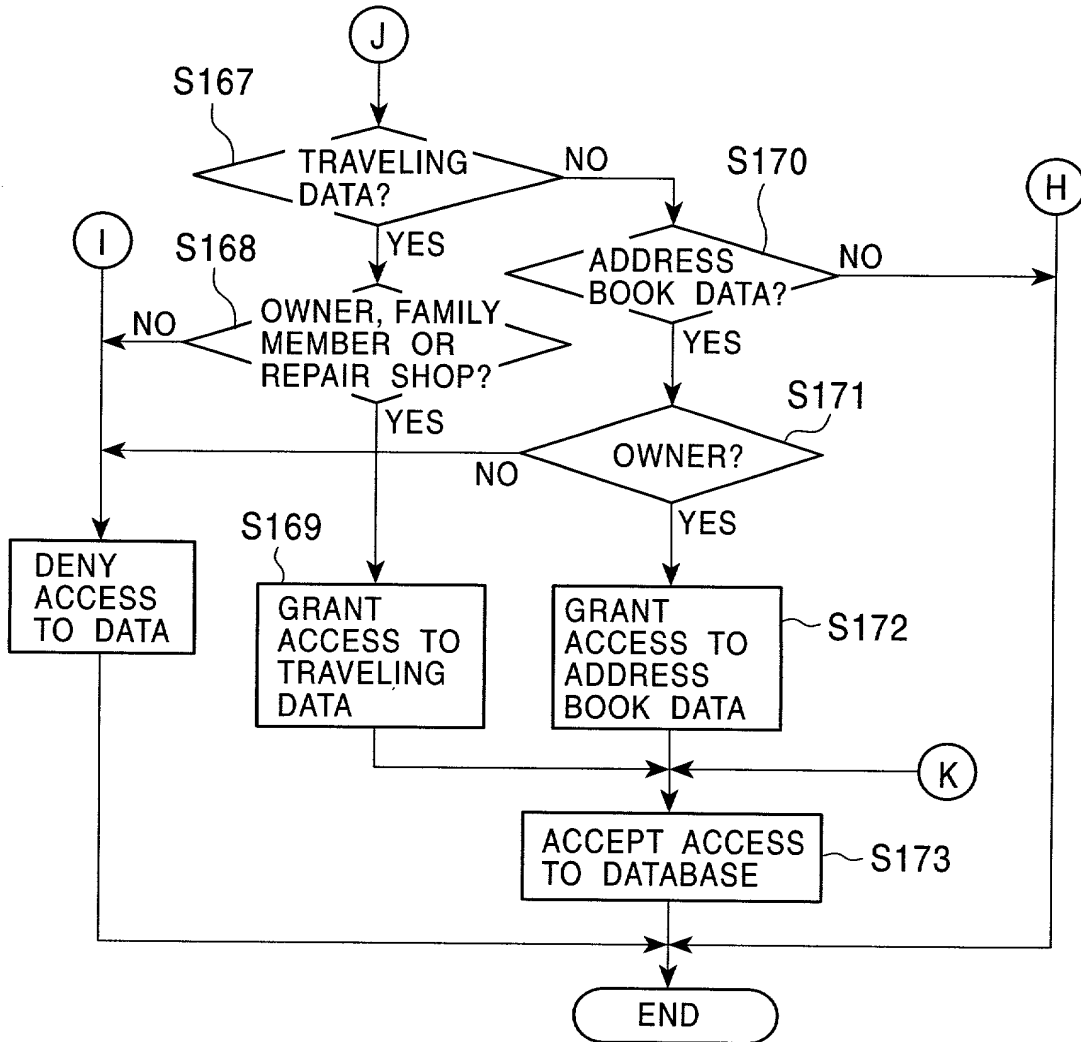 J
S167
TRAVELING
DATA?
NO
YES
S170
H
I
S168
ADDRESS
BOOK DATA?
NO
YES
NO
OWNER, FAMILY
MEMBER OR
REPAIR SHOP?
YES
S171
OWNER?
NO
YES
DENY
ACCESS
TO DATA
S169
GRANT
ACCESS TO
TRAVELING
DATA
GRANT
ACCESS TO
ADDRESS
BOOK DATA
S172
K
ACCEPT ACCESS
TO DATABASE
S173
END